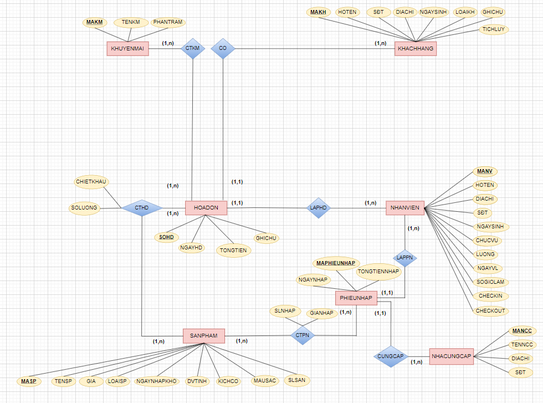 MAKM TENKM PHANTRAM
MAKH HOTEN SĐT DIACHI NGAYSINH LOAIKH GHICHU
TICHLUY
KHUYENMAI (1,n) CTKM CO (1,n) KHACHHANG
CHIETKHAU (1,n) (1,1)
SOLUONG CTHD (1,n) HOADON (1,1) LAPHD (1,n) NHANVIEN
SOHD NGAYHD TONGTIEN GHICHU
MANV
HOTEN
DIACHI
SĐT
NGAYSINH
CHUCVU
LUONG
NGAYVL
SOGIOLAM
CHECKIN
CHECKOUT
(1,n)
LAPPN
(1,1)
MAPHIEUNHAP
NGAYNHAP TONGTIENNHAP
PHIEUNHAP
(1,n) (1,1)
SLNHAP GIANHAP
SANPHAM (1,n) (1,n) CTPN
CUNGCAP (1,n) NHACUNGCAP
MANCC
TENNCC
DIACHI
SĐT
MASP TENSP GIA LOAISP NGAYNHAPKHO DVTINH KICHCO MAUSAC SLSAN